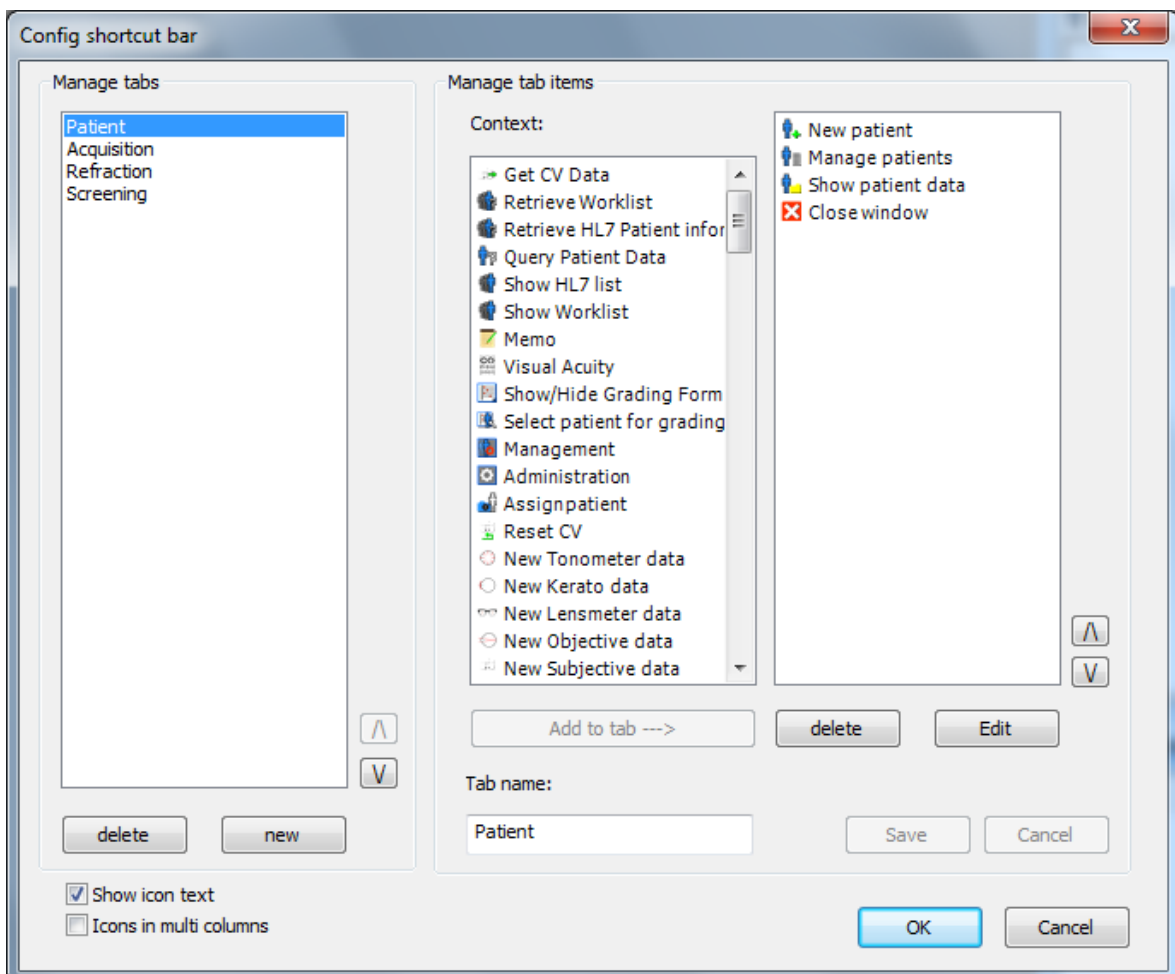 Config shortcut bar
X
Manage tabs
Patient
Acquisition
Refraction
Screening
/\
V
delete
new
Manage tab items
Context:
Get CV Data
Retrieve Worklist
Retrieve HL7 Patient infor
Query Patient Data
Show HL7 list
Show Worklist
Memo
Visual Acuity
Show/Hide Grading Form
Select patient for grading
Management
Administration
Assign patient
Reset CV
New Tonometer data
New Kerato data
New Lensmeter data
New Objective data
New Subjective data
New patient
Manage patients
Show patient data
Close window
/\
V
Add to tab --->
delete
Edit
Tab name:
Patient
Save
Cancel
Show icon text
Icons in multi columns
OK
Cancel